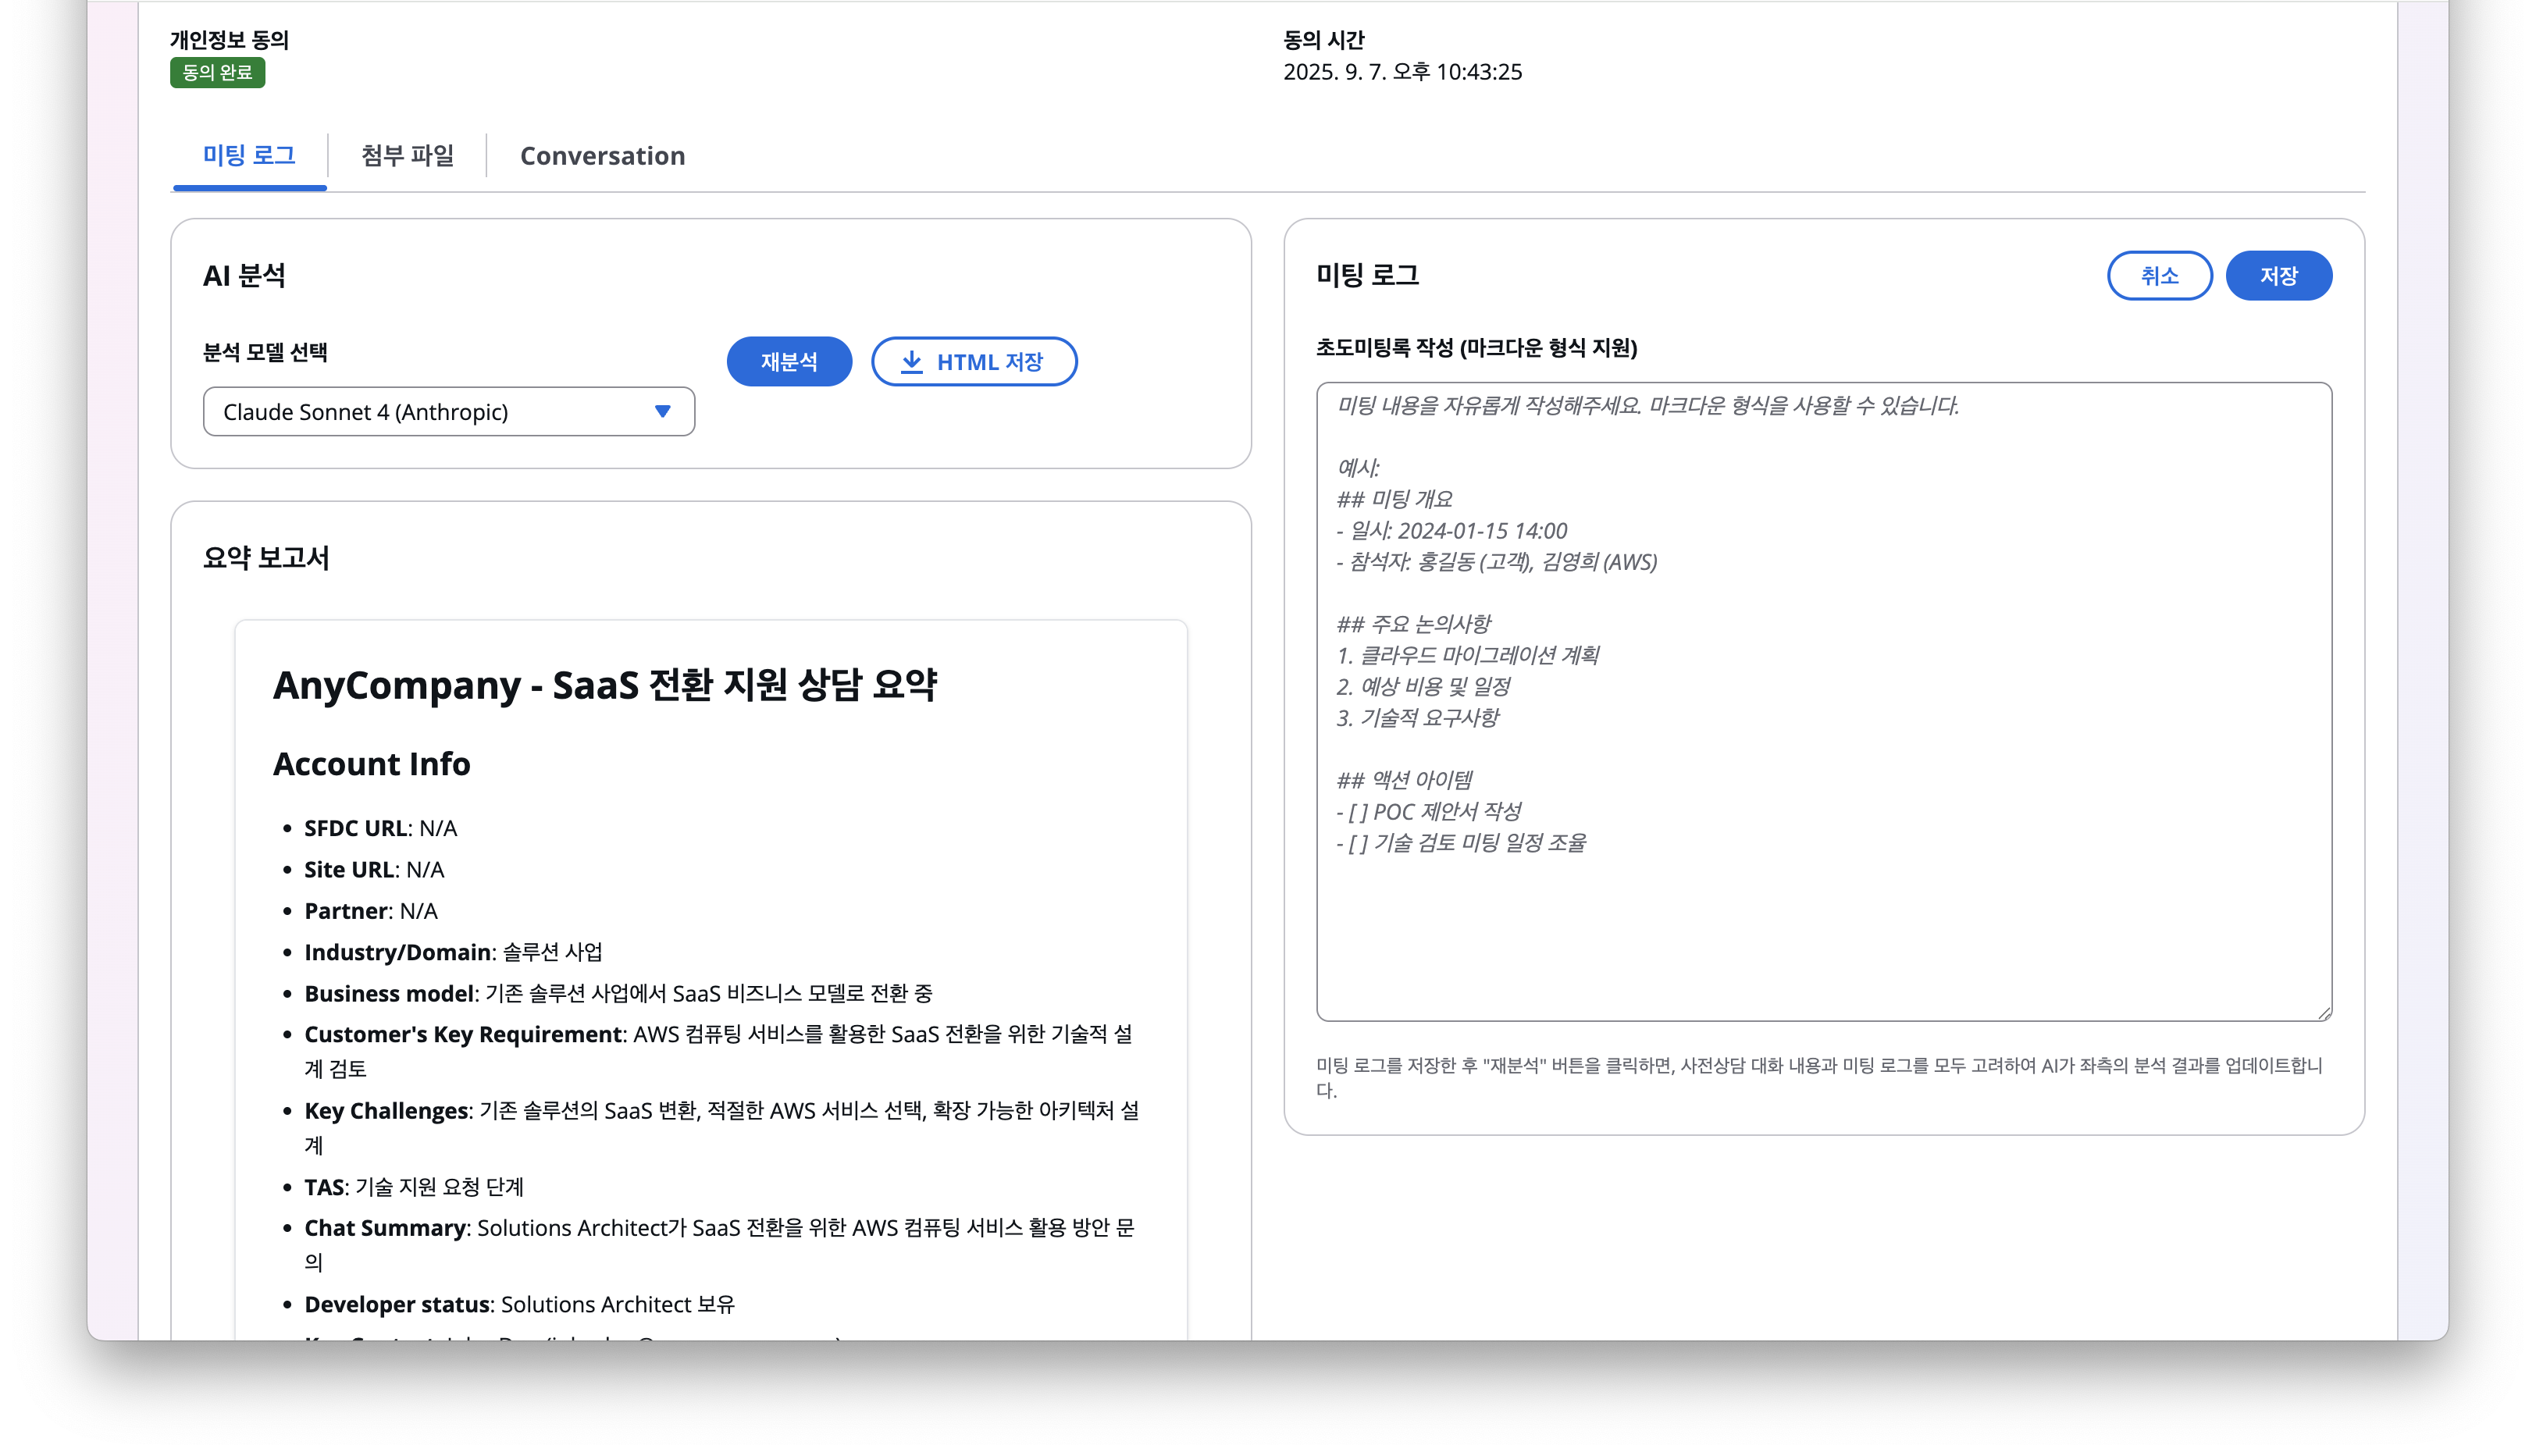 개인정보 동의
동의 완료
동의 시간
2025. 9. 7. 오후 10:43:25
미팅 로그
첨부 파일
Conversation
AI 분석
분석 모델 선택
Claude Sonnet 4 (Anthropic)
재분석
HTML 저장
요약 보고서
AnyCompany - SaaS 전환 지원 상담 요약
Account Info
• SFDC URL: N/A
• Site URL: N/A
• Partner: N/A
• Industry/Domain: 솔루션 사업
• Business model: 기존 솔루션 사업에서 SaaS 비즈니스 모델로 전환 중
• Customer's Key Requirement: AWS 컴퓨팅 서비스를 활용한 SaaS 전환을 위한 기술적 설
계 검토
• Key Challenges: 기존 솔루션의 SaaS 변환, 적절한 AWS 서비스 선택, 확장 가능한 아키텍처 설
계
• TAS: 기술 지원 요청 단계
• Chat Summary: Solutions Architect가 SaaS 전환을 위한 AWS 컴퓨팅 서비스 활용 방안 문
의
• Developer status: Solutions Architect 보유
미팅 로그
취소
저장
초도미팅록 작성 (마크다운 형식 지원)
미팅 내용을 자유롭게 작성해주세요. 마크다운 형식을 사용할 수 있습니다.
예시:
## 미팅 개요
- 일시: 2024-01-15 14:00
- 참석자: 홍길동 (고객), 김영희 (AWS)
## 주요 논의사항
1. 클라우드 마이그레이션 계획
2. 예상 비용 및 일정
3. 기술적 요구사항
## 액션 아이템
- [ ] POC 제안서 작성
- [ ] 기술 검토 미팅 일정 조율
미팅 로그를 저장한 후 "재분석" 버튼을 클릭하면, 사전상담 대화 내용과 미팅 로그를 모두 고려하여 AI가 좌측의 분석 결과를 업데이트합니
다.